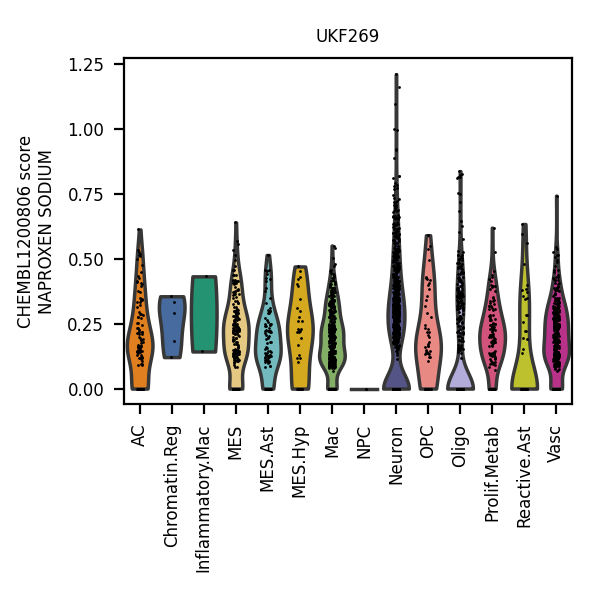 UKF269
CHEMBL1200806 score
NAPROXEN SODIUM
1.25
1.00
0.75
0.50
0.25
0.00
AC
Chromatin.Reg
Inflammatory.Mac
MES
MES.Ast
MES.Hyp
Mac
NPC
Neuron
OPC
Oligo
Prolif.Metab
Reactive.Ast
Vasc